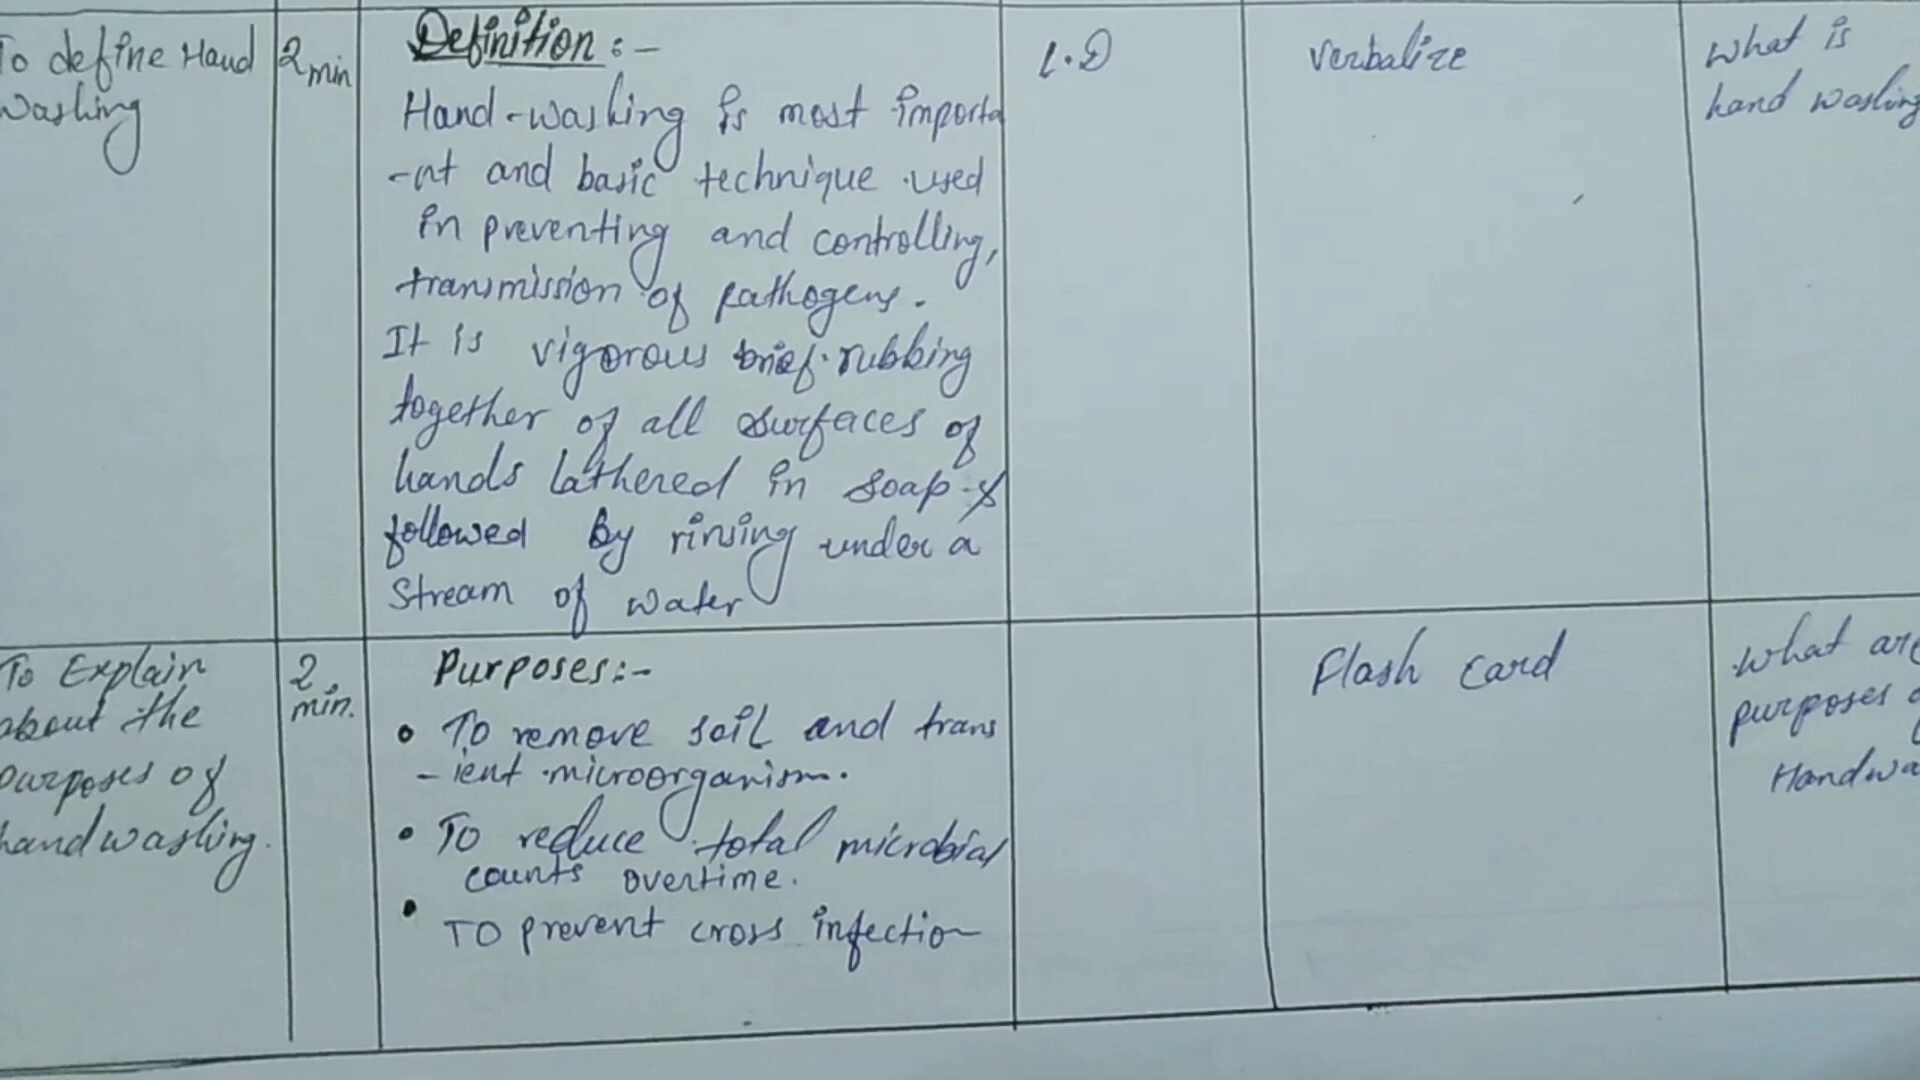 To define Hand
Washing
2 min
Definition :-
Hand-washing is most importa
-nt and basic technique used
in preventing and controlling,
transmission of pathogens.
It is vigorous brief rubbing
together of all surfaces of
hands lathered in soap &
followed By rinsing under a
Stream of water
L.D
verbalize
What is
hand washing
To Explain
about the
purposes of
handwashing.
2
min.
Purposes:-
• To remove soil and trans
-ient microorganism.
• To reduce total microbial
counts overtime.
• TO prevent cross infection
Flash card
What are
purposes o
Handwa